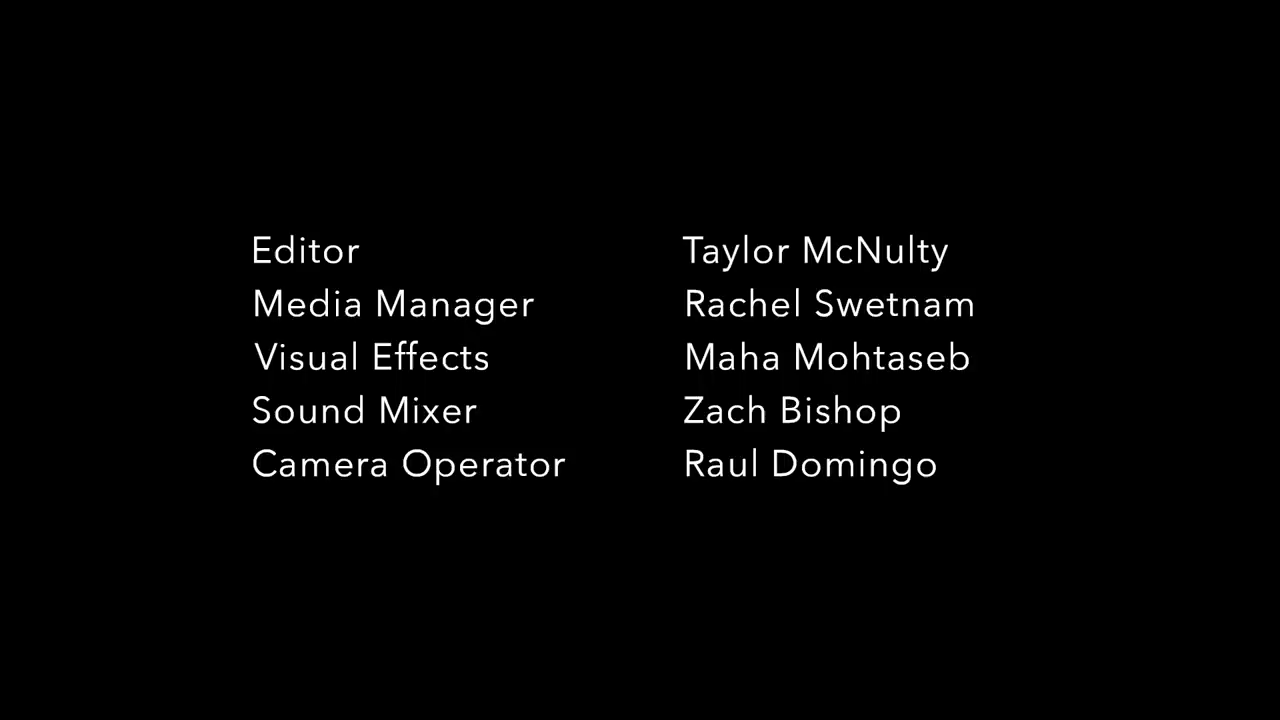 Editor Taylor McNulty
Media Manager Rachel Swetnam
Visual Effects Maha Mohtaseb
Sound Mixer Zach Bishop
Camera Operator Raul Domingo